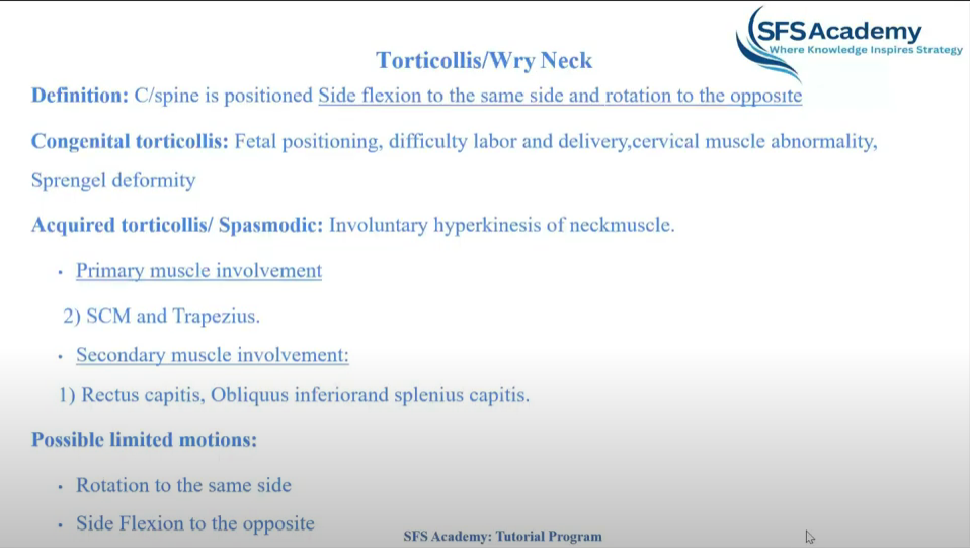 SFS Academy
Where Knowledge Inspires Strategy
Torticollis/Wry Neck
Definition: C/spine is positioned Side flexion to the same side and rotation to the opposite
Congenital torticollis: Fetal positioning, difficulty labor and delivery,cervical muscle abnormality,
Sprengel deformity
Acquired torticollis/ Spasmodic: Involuntary hyperkinesis of neckmuscle.
• Primary muscle involvement
2) SCM and Trapezius.
• Secondary muscle involvement:
1) Rectus capitis, Obliquus inferiorand splenius capitis.
Possible limited motions:
• Rotation to the same side
• Side Flexion to the opposite
SFS Academy: Tutorial Program